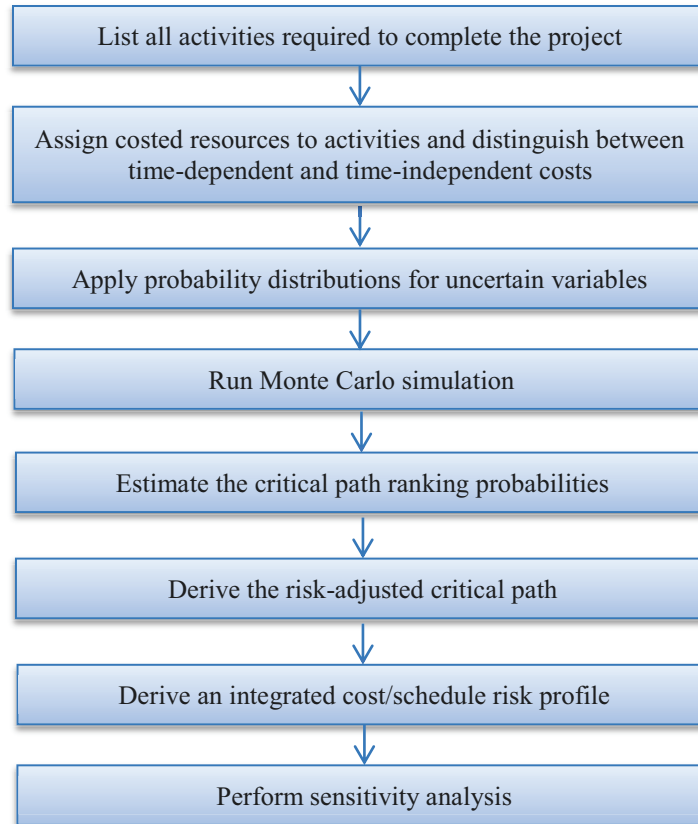 List all activities required to complete the project
Assign costed resources to activities and distinguish between
time-dependent and time-independent costs
Apply probability distributions for uncertain variables
Run Monte Carlo simulation
Estimate the critical path ranking probabilities
Derive the risk-adjusted critical path
Derive an integrated cost/schedule risk profile
Perform sensitivity analysis